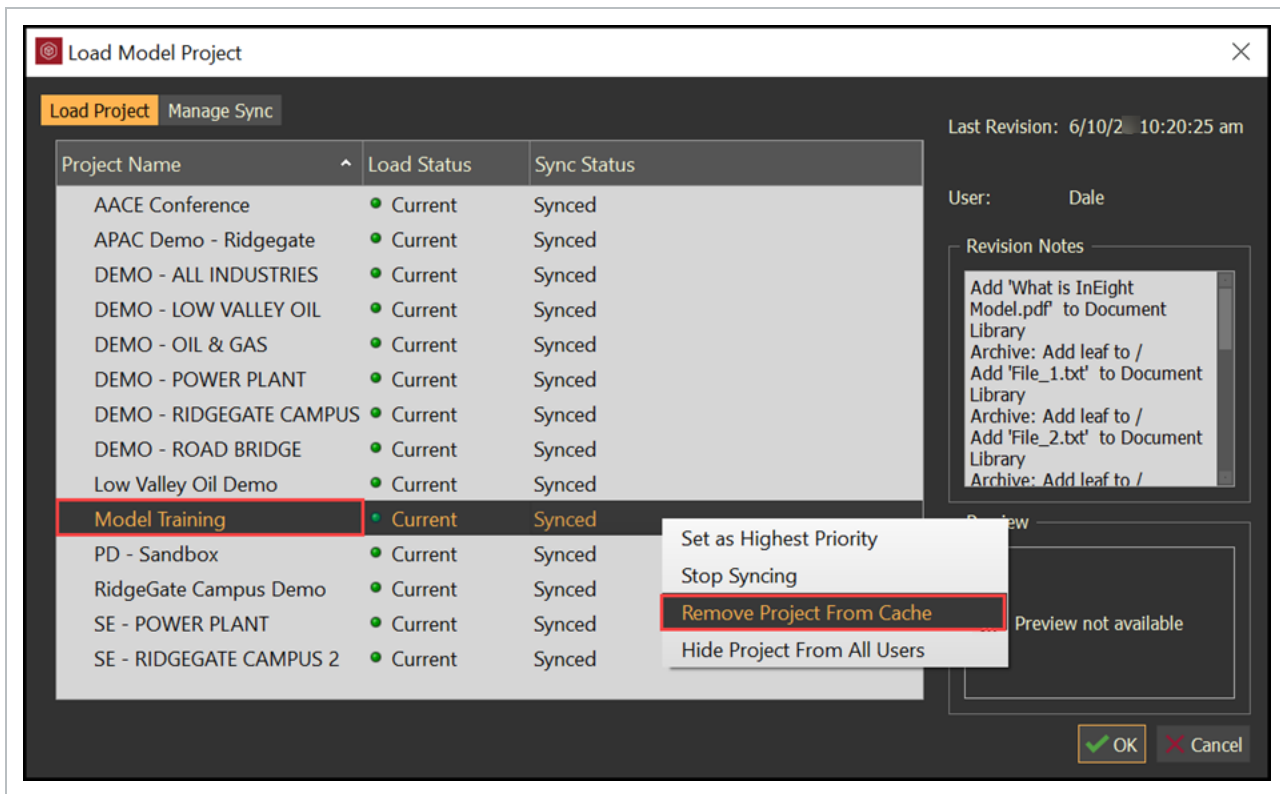 Load Model Project
Load Project Manage Sync
Project Name Load Status Sync Status
AACE Conference Current Synced
APAC Demo - Ridgegate Current Synced
DEMO - ALL INDUSTRIES Current Synced
DEMO - LOW VALLEY OIL Current Synced
DEMO - OIL & GAS Current Synced
DEMO - POWER PLANT Current Synced
DEMO - RIDGEGATE CAMPUS Current Synced
DEMO - ROAD BRIDGE Current Synced
Low Valley Oil Demo Current Synced
Model Training Current Synced
PD - Sandbox Current Synced
RidgeGate Campus Demo Current Synced
SE - POWER PLANT Current Synced
SE - RIDGEGATE CAMPUS 2 Current Synced
Set as Highest Priority
Stop Syncing
Remove Project From Cache
Hide Project From All Users
Last Revision: 6/10/2 10:20:25 am
User: Dale
Revision Notes
Add 'What is InEight
Model.pdf' to Document
Library
Archive: Add leaf to /
Add 'File_1.txt' to Document
Library
Archive: Add leaf to /
Add 'File_2.txt' to Document
Library
Archive: Add leaf to /
Preview not available
OK Cancel